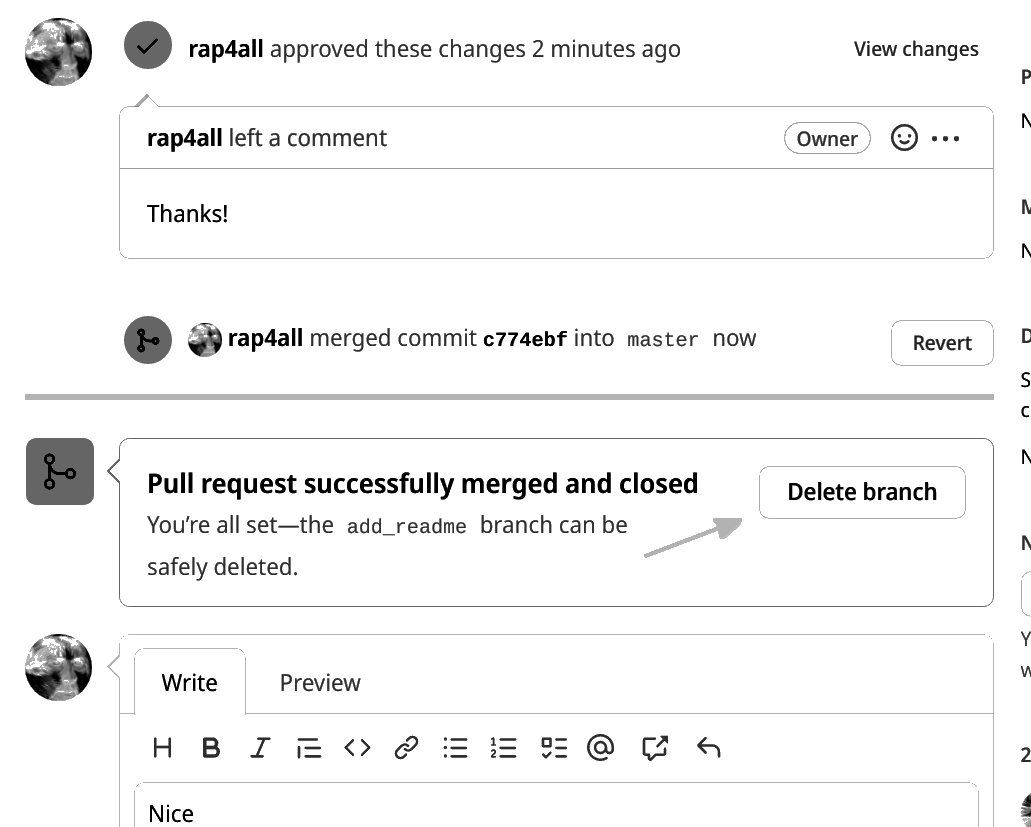 rap4all approved these changes 2 minutes ago View changes
rap4all left a comment Owner
Thanks!
rap4all merged commit c774ebf into master now Revert
Pull request successfully merged and closed
Delete branch
You're all set—the add_readme branch can be
safely deleted.
Write Preview
Nice